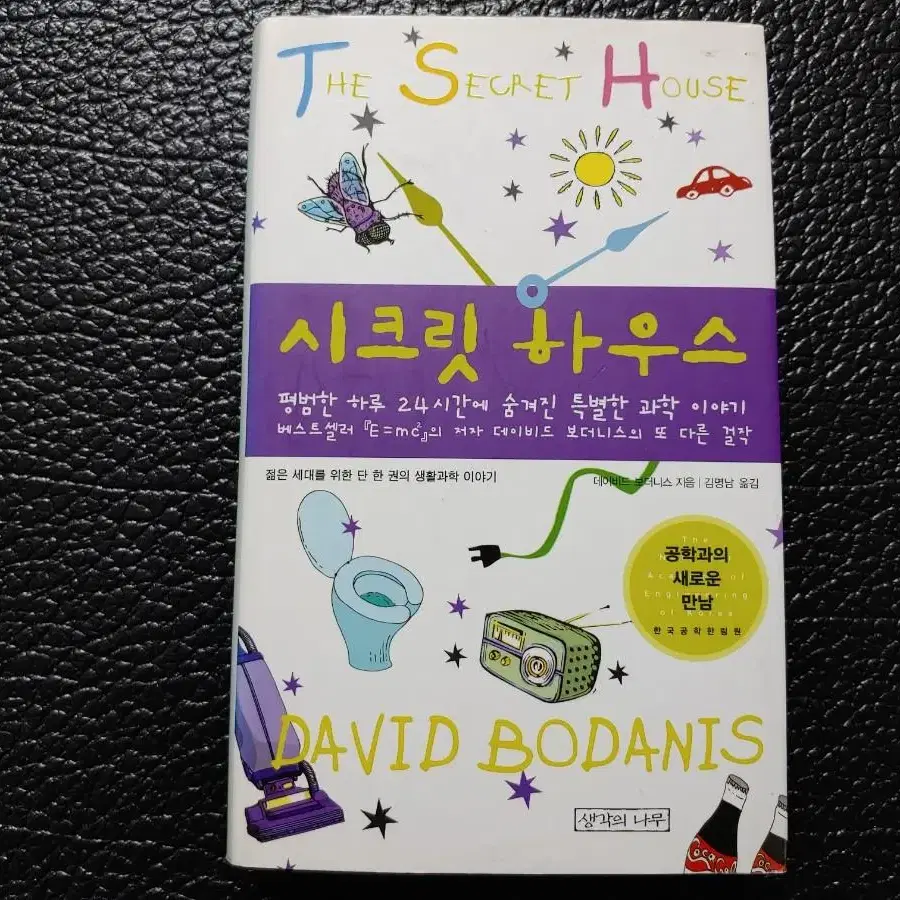 THE SECRET HOUSE
시크릿 하우스
평범한 하루 24시간에 숨겨진 특별한 과학 이야기
베스트셀러 『E=mc²』의 저자 데이비드 보더니스의 또 다른 걸작
젊은 세대를 위한 단 한 권의 생활과학 이야기
데이비드 보더니스 지음 | 김명남 옮김
The
공학과의
of
새로운
Engineering
만남
of Korea
한국공학한림원
DAVID BODANIS
생각의 나무